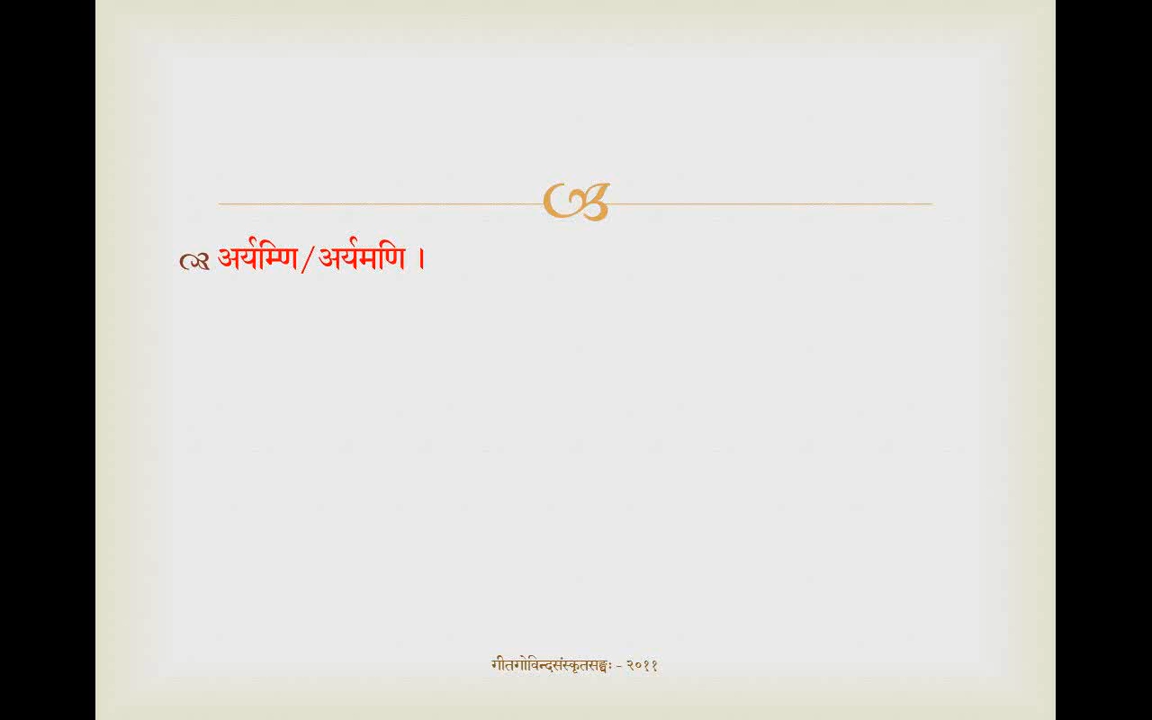 अर्यम्णि/अर्यमणि ।
गीतगोविन्दसंस्कृतसङ्घः - २०११